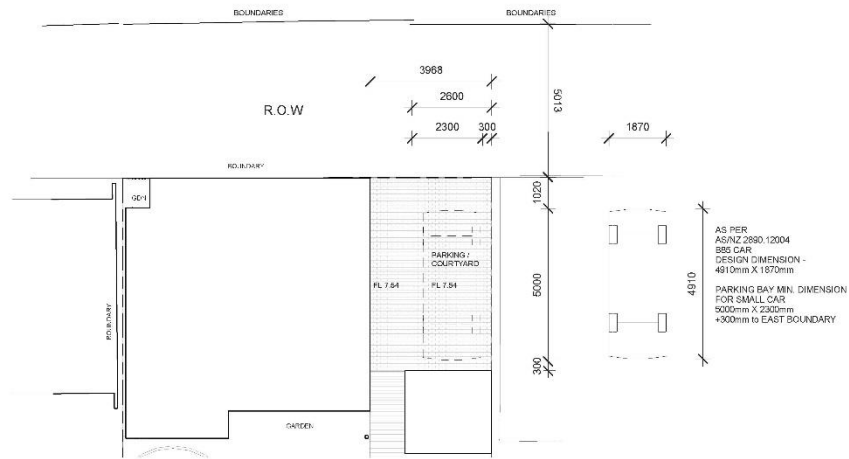 BOUNDARIES
BOUNDARIES
3968
2600
2300
300
5013
1870
R.O.W
BOUNDARY
GDN
1020
5000
300
PARKING /
COURTYARD
FL 7.54
FL 7.54
4910
BOUNDARY
GARDEN
AS PER
AS/NZ 2890.12004
B85 CAR
DESIGN DIMENSION -
4910mm X 1870mm
PARKING BAY MIN. DIMENSION
FOR SMALL CAR
5000mm X 2300mm
+300mm to EAST BOUNDARY